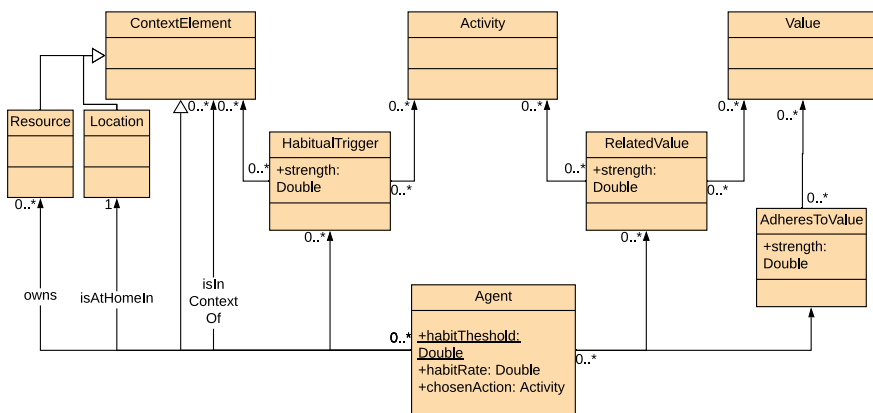 ContextElement
Activity
Value
0..*
0..*
0..*
0..*
0..*
0..*
Resource
Location
HabitualTrigger
+strength:
Double
RelatedValue
+strength:
Double
0..*
0..*
0..*
0..*
0..*
0..*
1
0..*
0..*
AdheresToValue
+strength:
Double
owns
isAtHomeIn
isIn
Context
Of
Agent
+habitTheshold:
Double
+habitRate: Double
+chosenAction: Activity
0..*
0..*